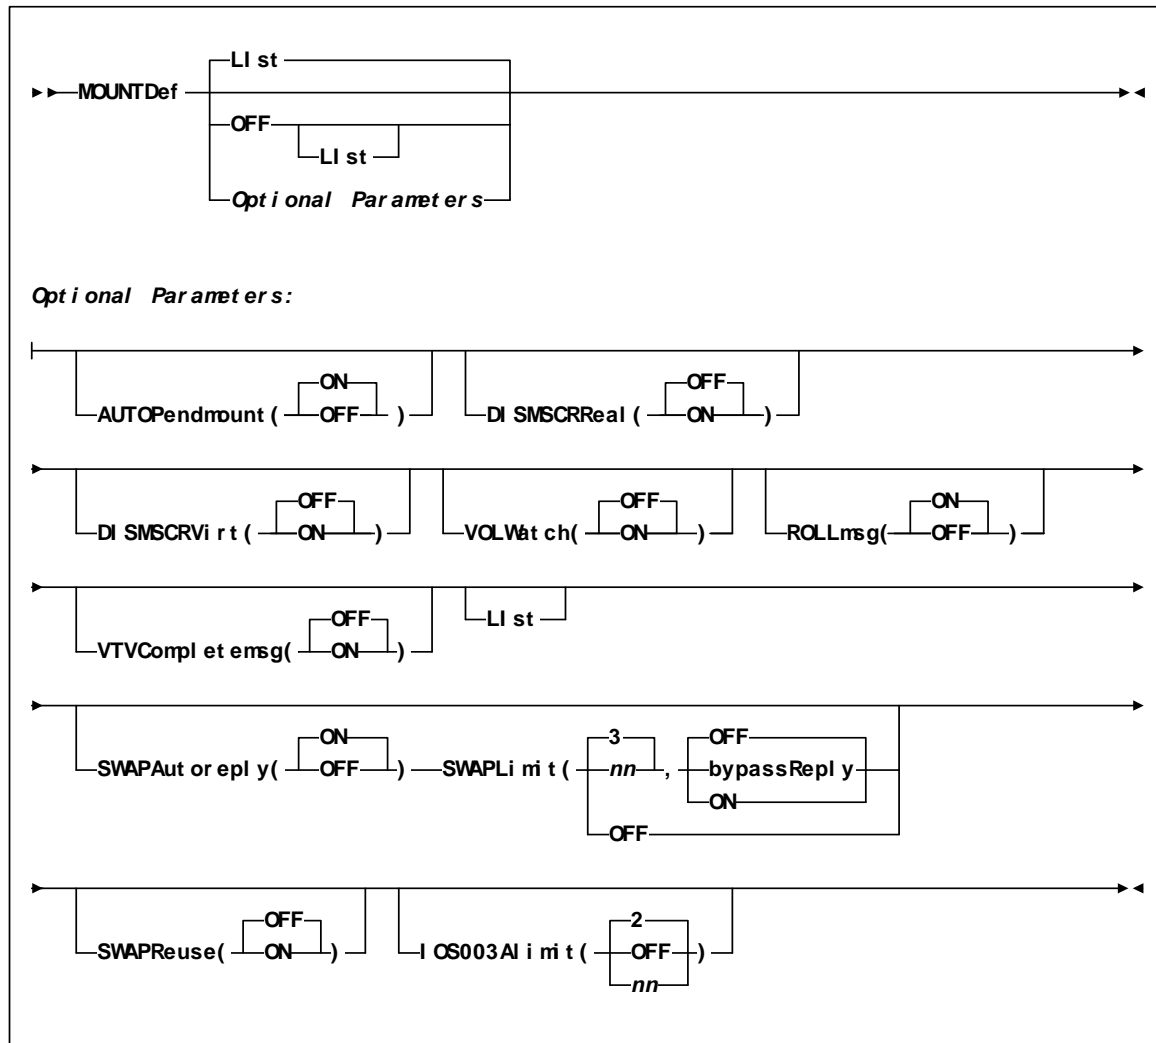 LIst
MOUNTDef
OFF
LIst
Optional Parameters
Optional Parameters:
ON
OFF
AUTOPendmount( OFF ) DISMSCRReal( ON )
OFF OFF ON
DISMSCRVirt( ON ) VOLWatch( ON ) ROLLmsg( OFF )
OFF
LIst
VTVCompletemsg( ON )
ON 3 OFF
SWAPAutoreply( OFF ) SWAPLimit( nn , bypassReply )
ON
OFF
OFF 2
SWAPReuse( ON ) IOS003Alimit( OFF )
nn